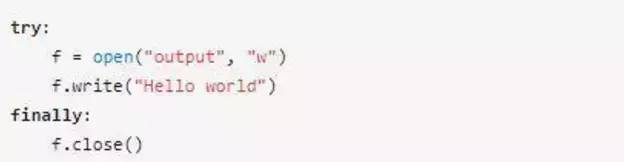 try:
    f = open("output", "w")
    f.write("Hello world")
finally:
    f.close()